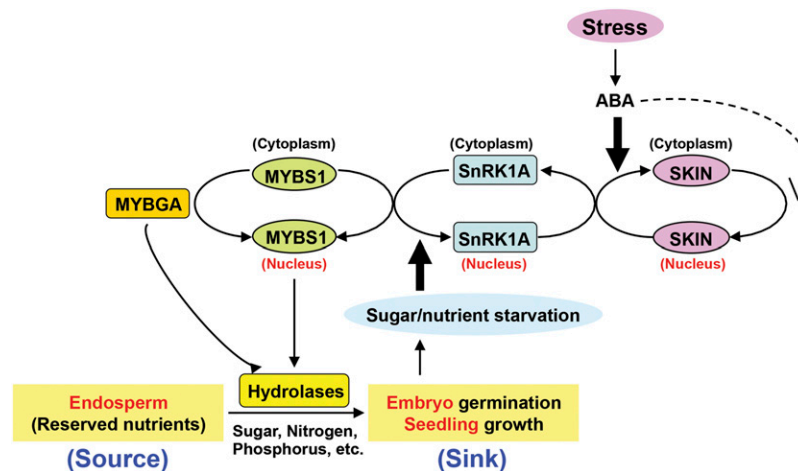 Stress
ABA
(Cytoplasm)
(Cytoplasm)
(Cytoplasm)
MYBS1
SnRK1A
SKIN
MYBGA
MYBS1
SnRK1A
SKIN
(Nucleus)
(Nucleus)
(Nucleus)
Sugar/nutrient starvation
Hydrolases
Endosperm
(Reserved nutrients)
Sugar, Nitrogen,
Phosphorus, etc.
Embryo germination
Seedling growth
(Source)
(Sink)